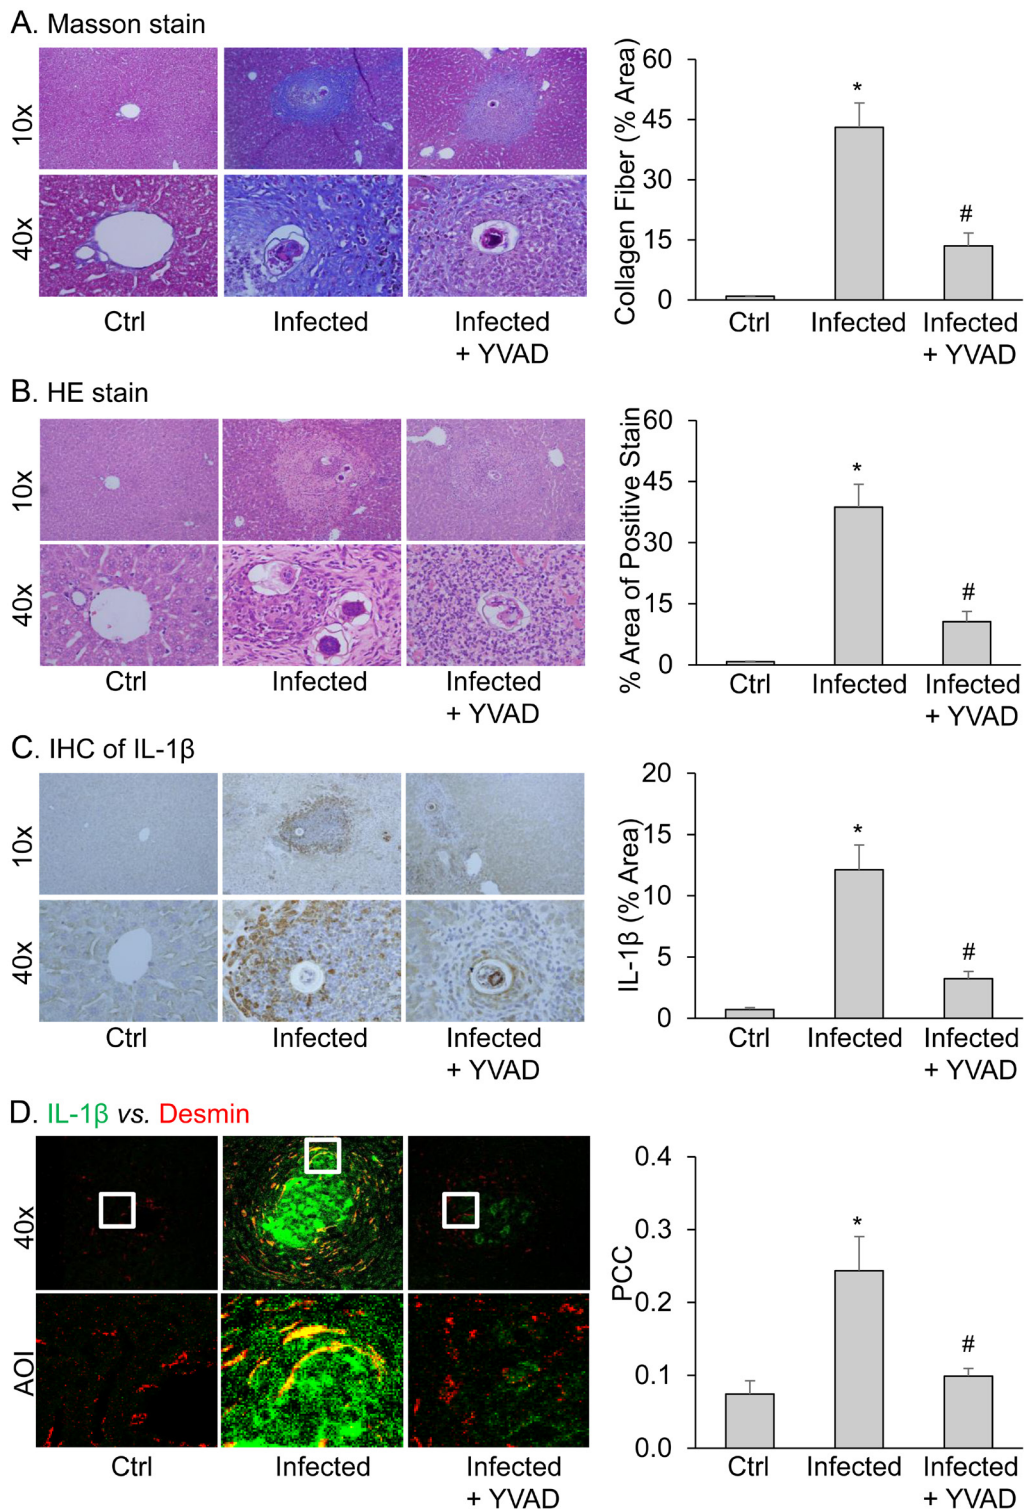 A. Masson stain
10x
40x
Ctrl
Infected
Infected
+ YVAD
Collagen Fiber (% Area)
60
45
30
15
0
*
#
Ctrl
Infected
Infected
+ YVAD
B. HE stain
10x
40x
Ctrl
Infected
Infected
+ YVAD
% Area of Positive Stain
60
45
30
15
0
*
#
Ctrl
Infected
Infected
+ YVAD
C. IHC of IL-1β
10x
40x
Ctrl
Infected
Infected
+ YVAD
IL-1β (% Area)
20
15
10
5
0
*
#
Ctrl
Infected
Infected
+ YVAD
D. IL-1β vs. Desmin
40x
AOI
Ctrl
Infected
Infected
+ YVAD
PCC
0.4
0.3
0.2
0.1
0.0
*
#
Ctrl
Infected
Infected
+ YVAD